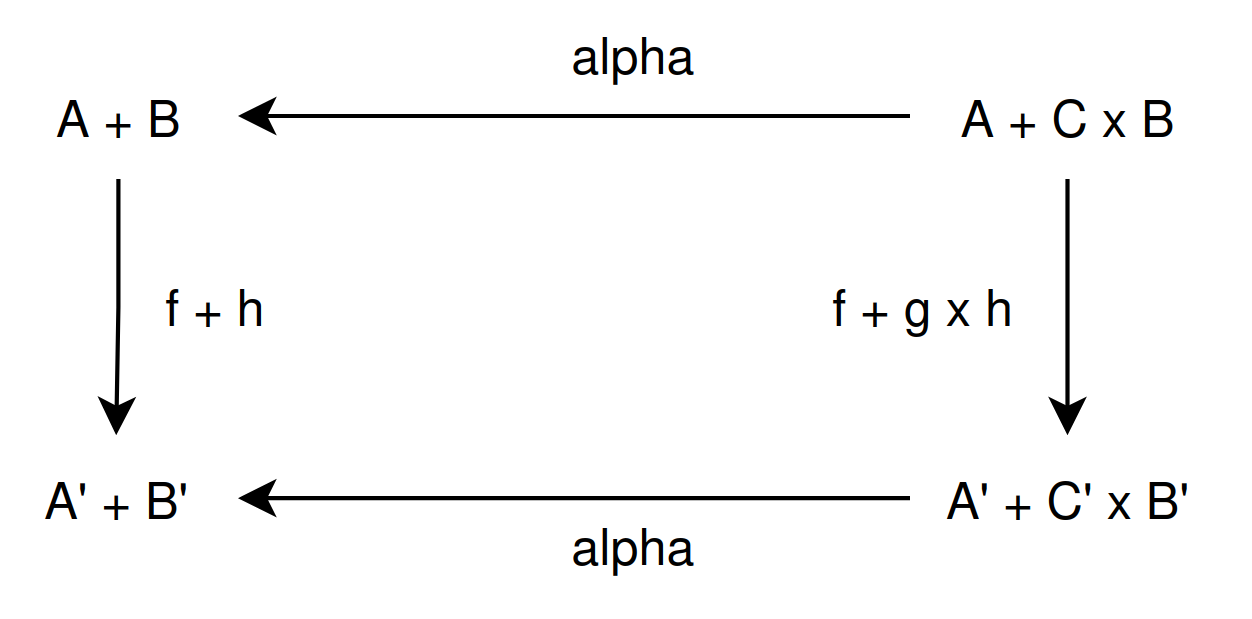 alpha
A + B
A + C x B
f + h
f + g x h
A' + B'
A' + C' x B'
alpha